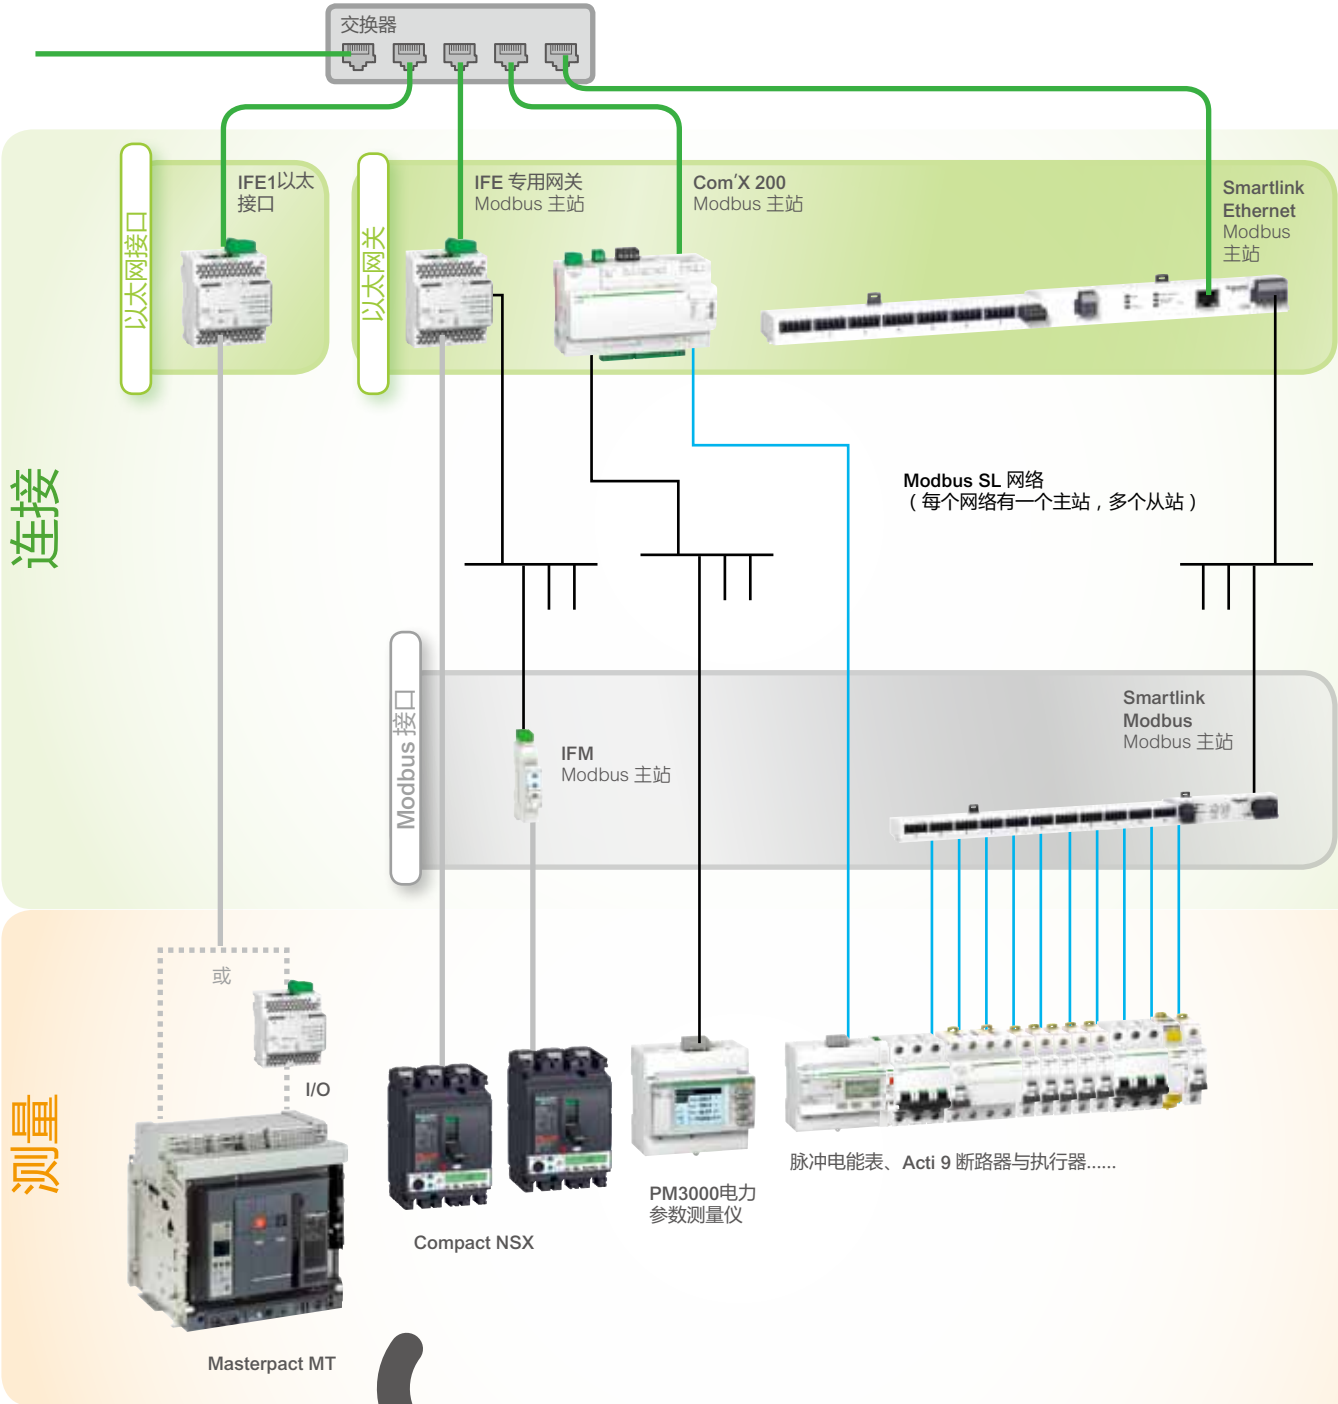 交换器
IFE1以太
接口
以太网接口
IFE 专用网关
Modbus 主站
以太网关
Com’X 200
Modbus 主站
Smartlink
Ethernet
Modbus
主站
连接
Modbus SL 网络
（每个网络有一个主站，多个从站）
Modbus 接口
IFM
Modbus 主站
Smartlink
Modbus
Modbus 主站
或
I/O
测量
Masterpact MT
Compact NSX
PM3000电力
参数测量仪
脉冲电能表、Acti 9 断路器与执行器......